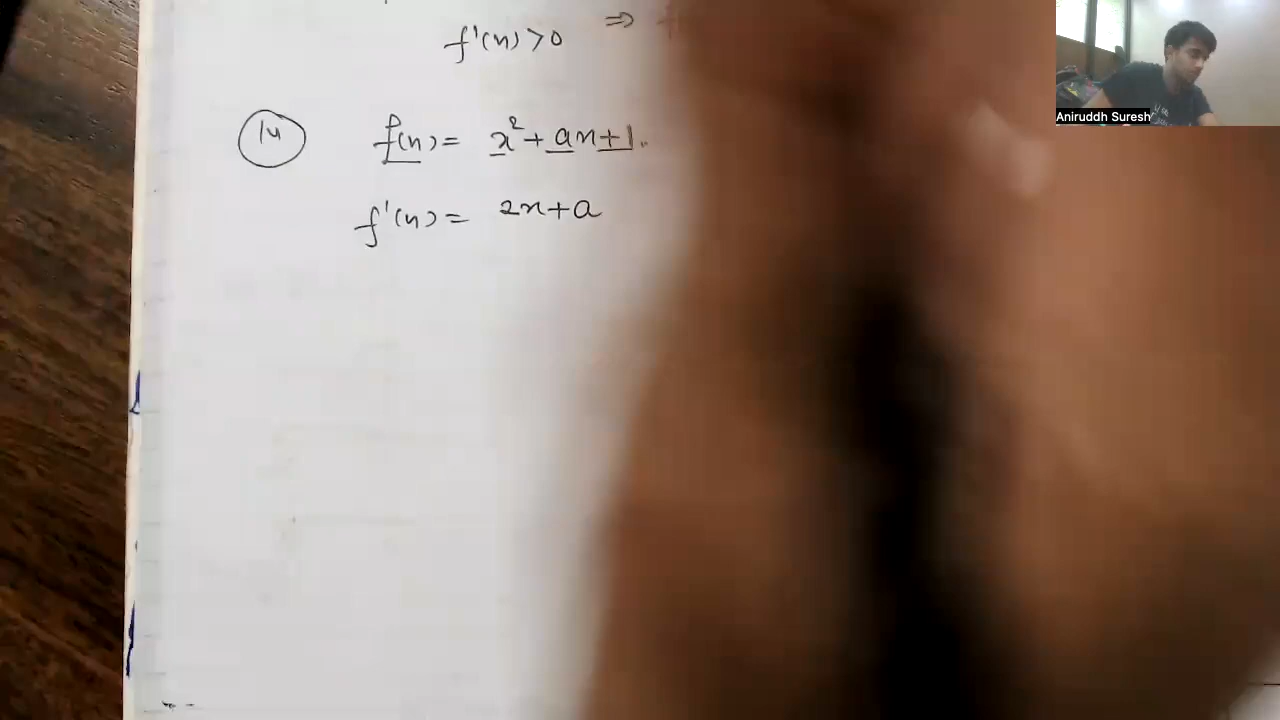 f'(x) > 0 ⇒
14 f(x) = x² + ax + 1.
f'(x) = 2x + a
Aniruddh Suresh